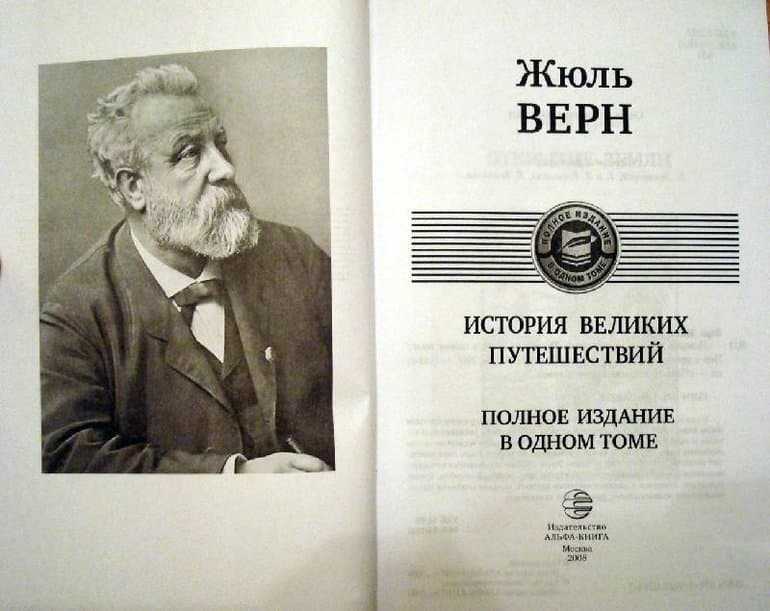 Жюль
ВЕРН
ПОЛНОЕ ИЗДАНИЕ
В ОДНОМ ТОМЕ
ИСТОРИЯ ВЕЛИКИХ
ПУТЕШЕСТВИЙ
ПОЛНОЕ ИЗДАНИЕ
В ОДНОМ ТОМЕ
Издательство
АЛЬФА-КНИГА
Москва
2008